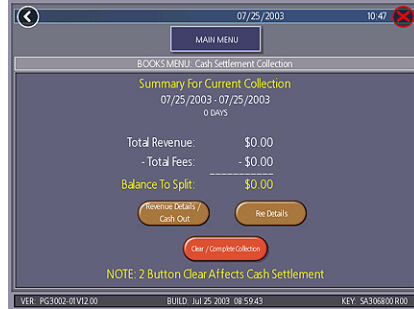 07/25/2003 10:47
MAIN MENU
BOOKS MENU: Cash Settlement Collection
Summary For Current Collection
07/25/2003 - 07/25/2003
0 DAYS
Total Revenue: $0.00
- Total Fees: - $0.00
Balance To Split: $0.00
Revenue Details /
Cash Out
Fee Details
Clear / Complete Collection
NOTE: 2 Button Clear Affects Cash Settlement
VER: PG3002-01V12.00 BUILD: Jul 25 2003 08:59:43 KEY: SA306800 R00